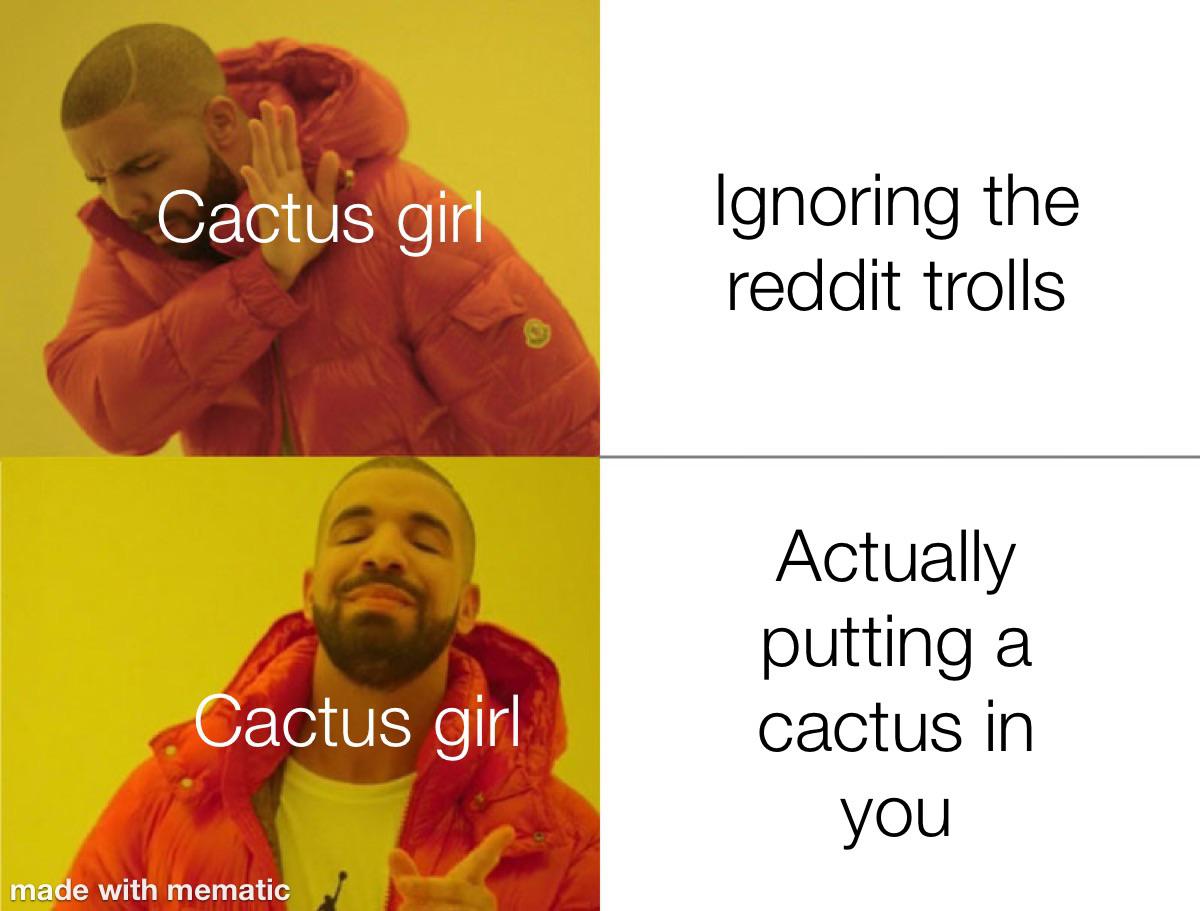 Cactus girl
Ignoring the
reddit trolls
Cactus girl
Actually
putting a
cactus in
you
made with mematic